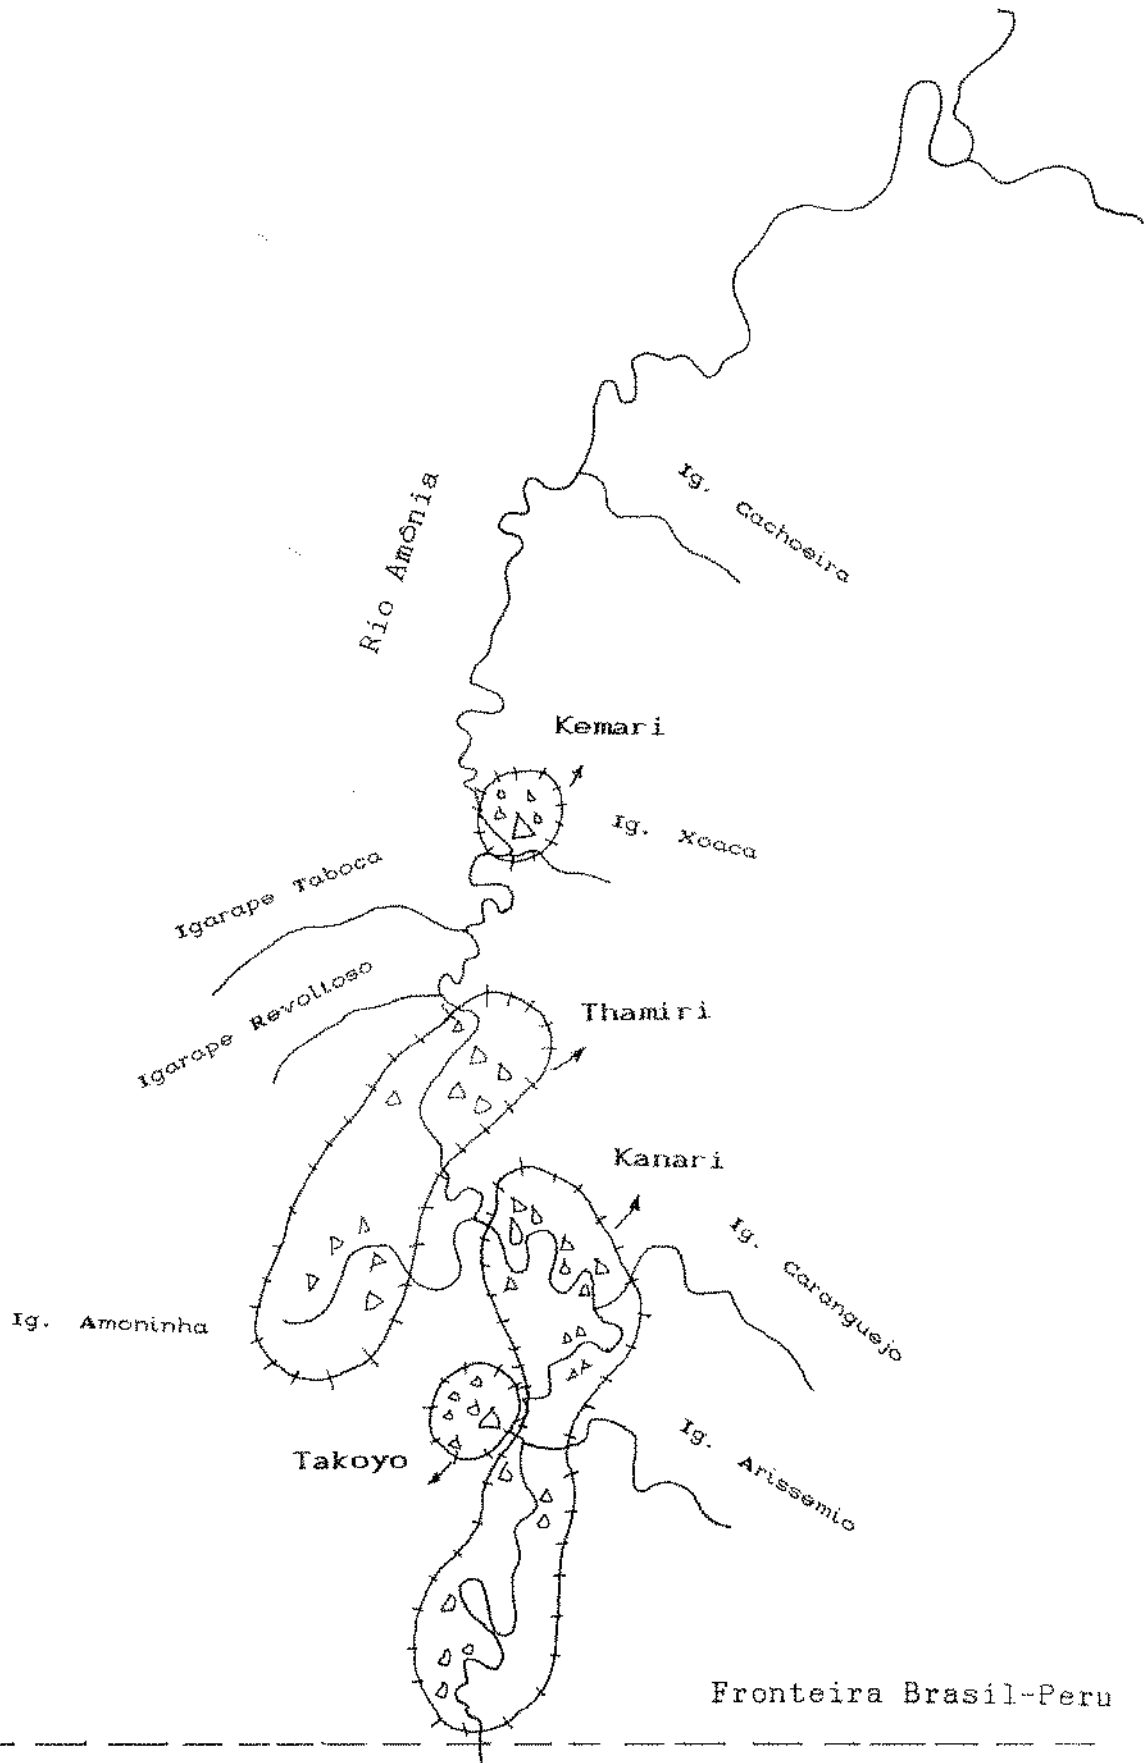 Ig. Cachoeira
Rio Amônia
Kemari
Ig. Xoaca
Igarape Taboca
Igarape Revoltoso
Thamiri
Kanari
Ig. Caranguejo
Ig. Amoninha
Ig. Arissemio
Takoyo
Fronteira Brasil-Peru